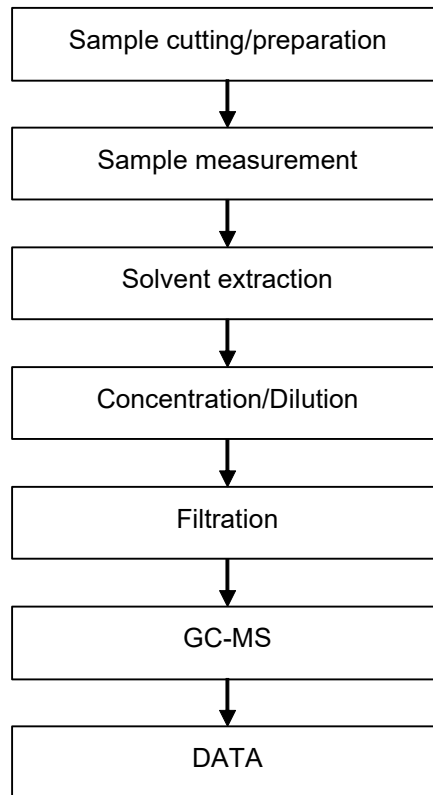 Sample cutting/preparation
Sample measurement
Solvent extraction
Concentration/Dilution
Filtration
GC-MS
DATA